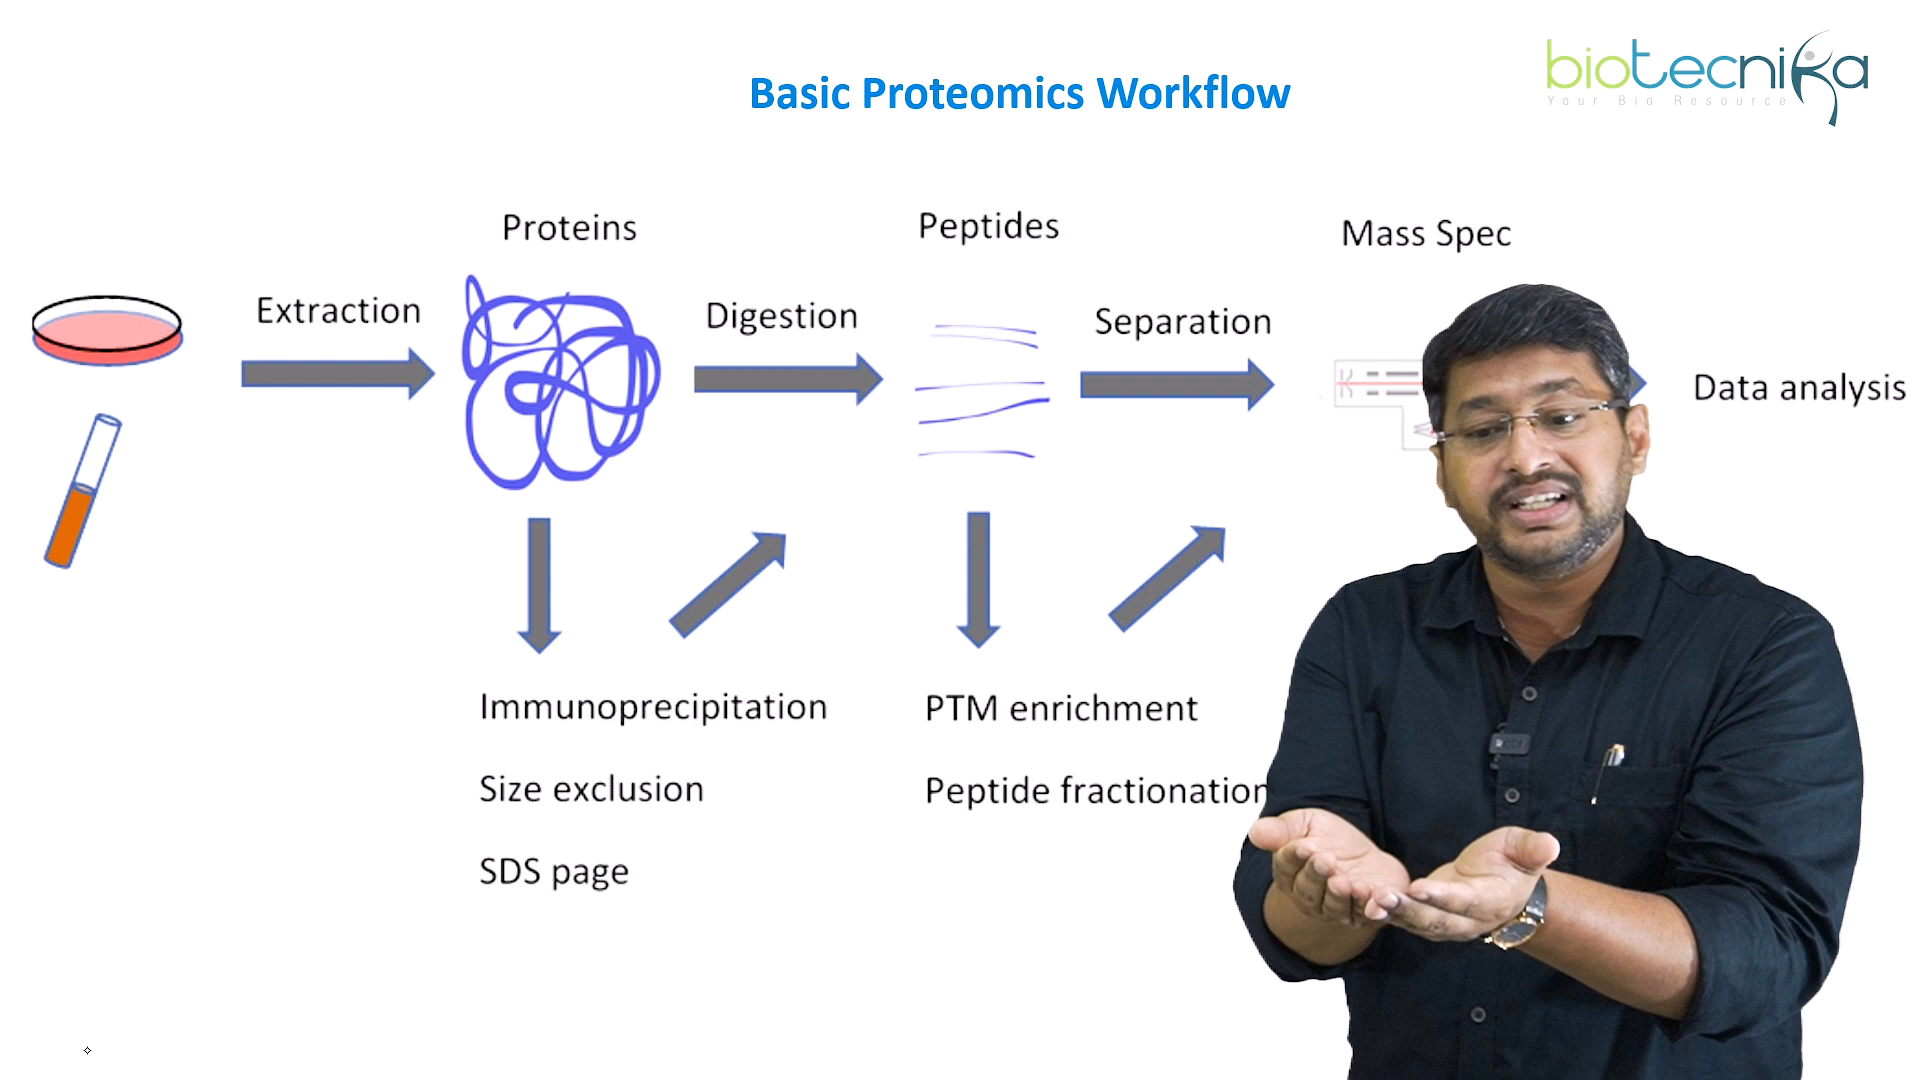 Basic Proteomics Workflow
biotecnika
Your Bio Resource
Proteins
Peptides
Mass Spec
Extraction
Digestion
Separation
Data analysis
Immunoprecipitation
PTM enrichment
Size exclusion
Peptide fractionation
SDS page